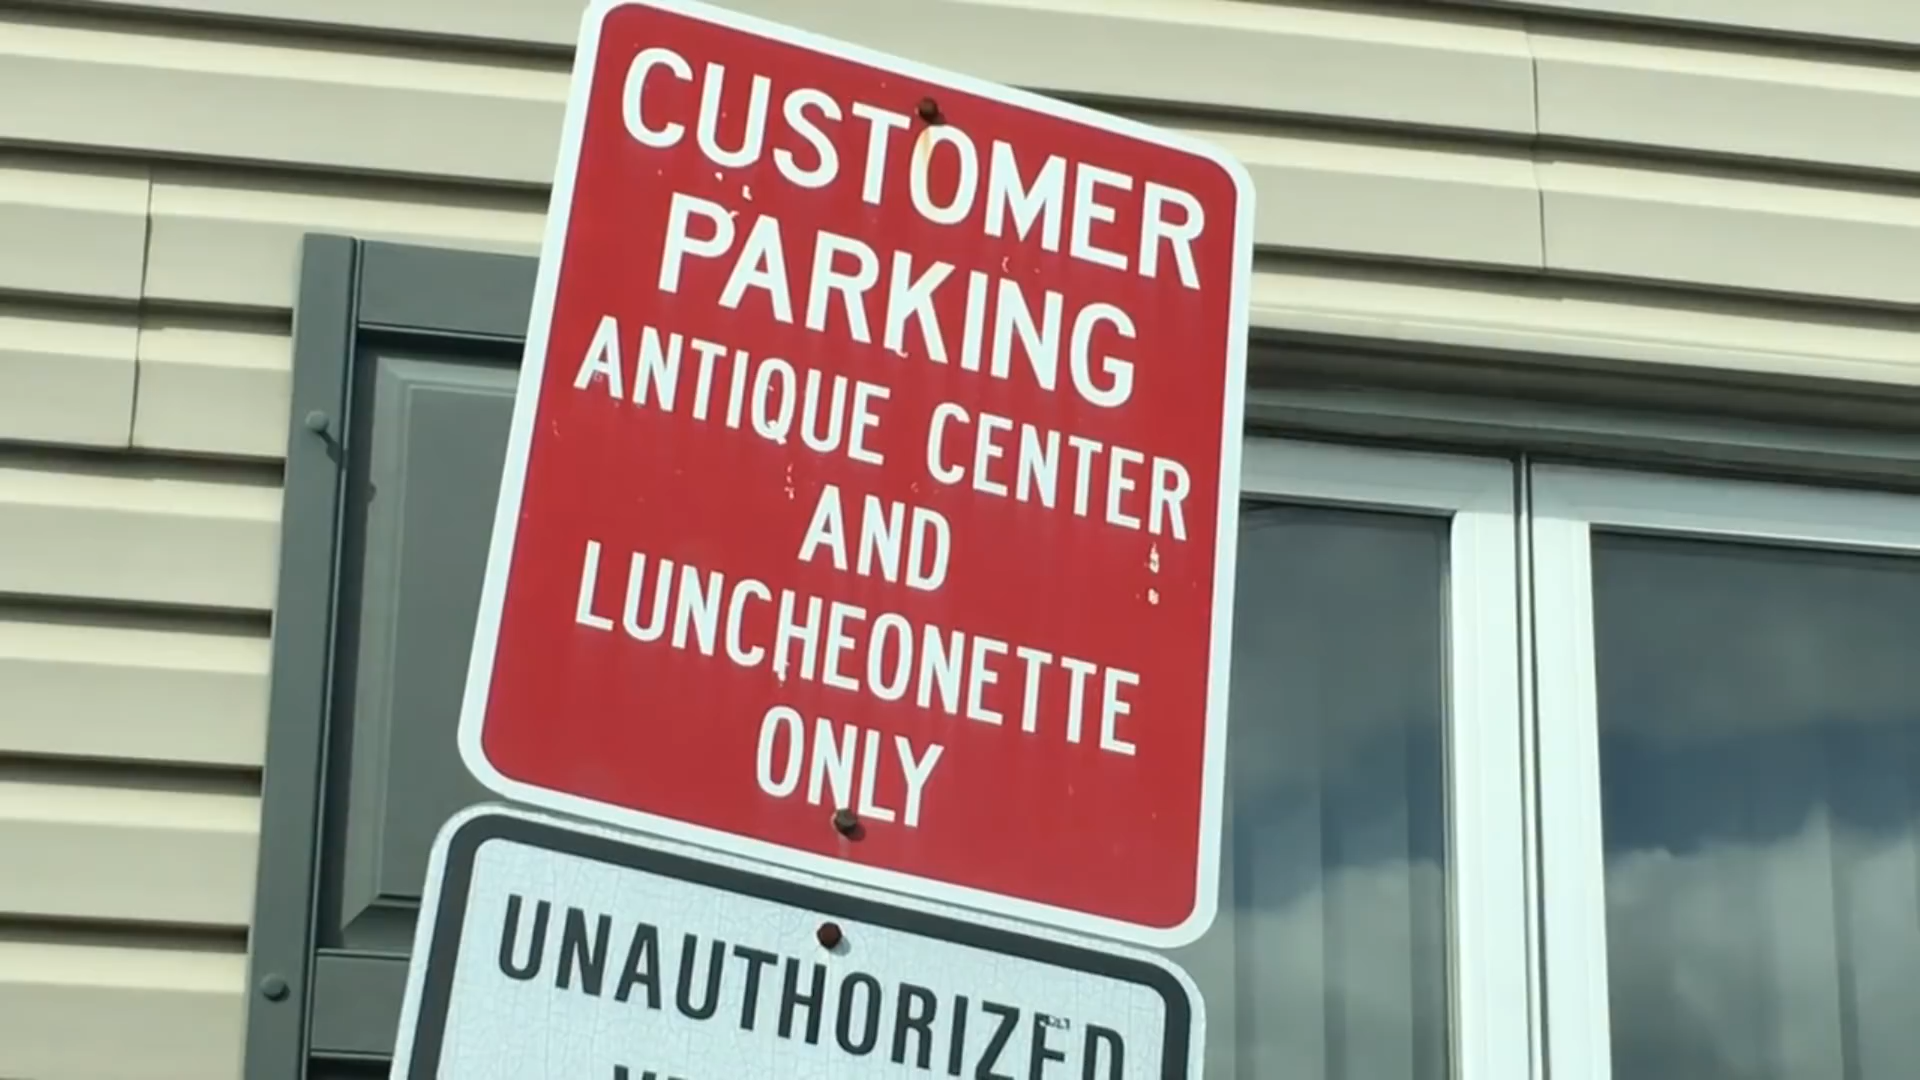 CUSTOMER
PARKING
ANTIQUE CENTER
AND
LUNCHEONETTE
ONLY
UNAUTHORIZED